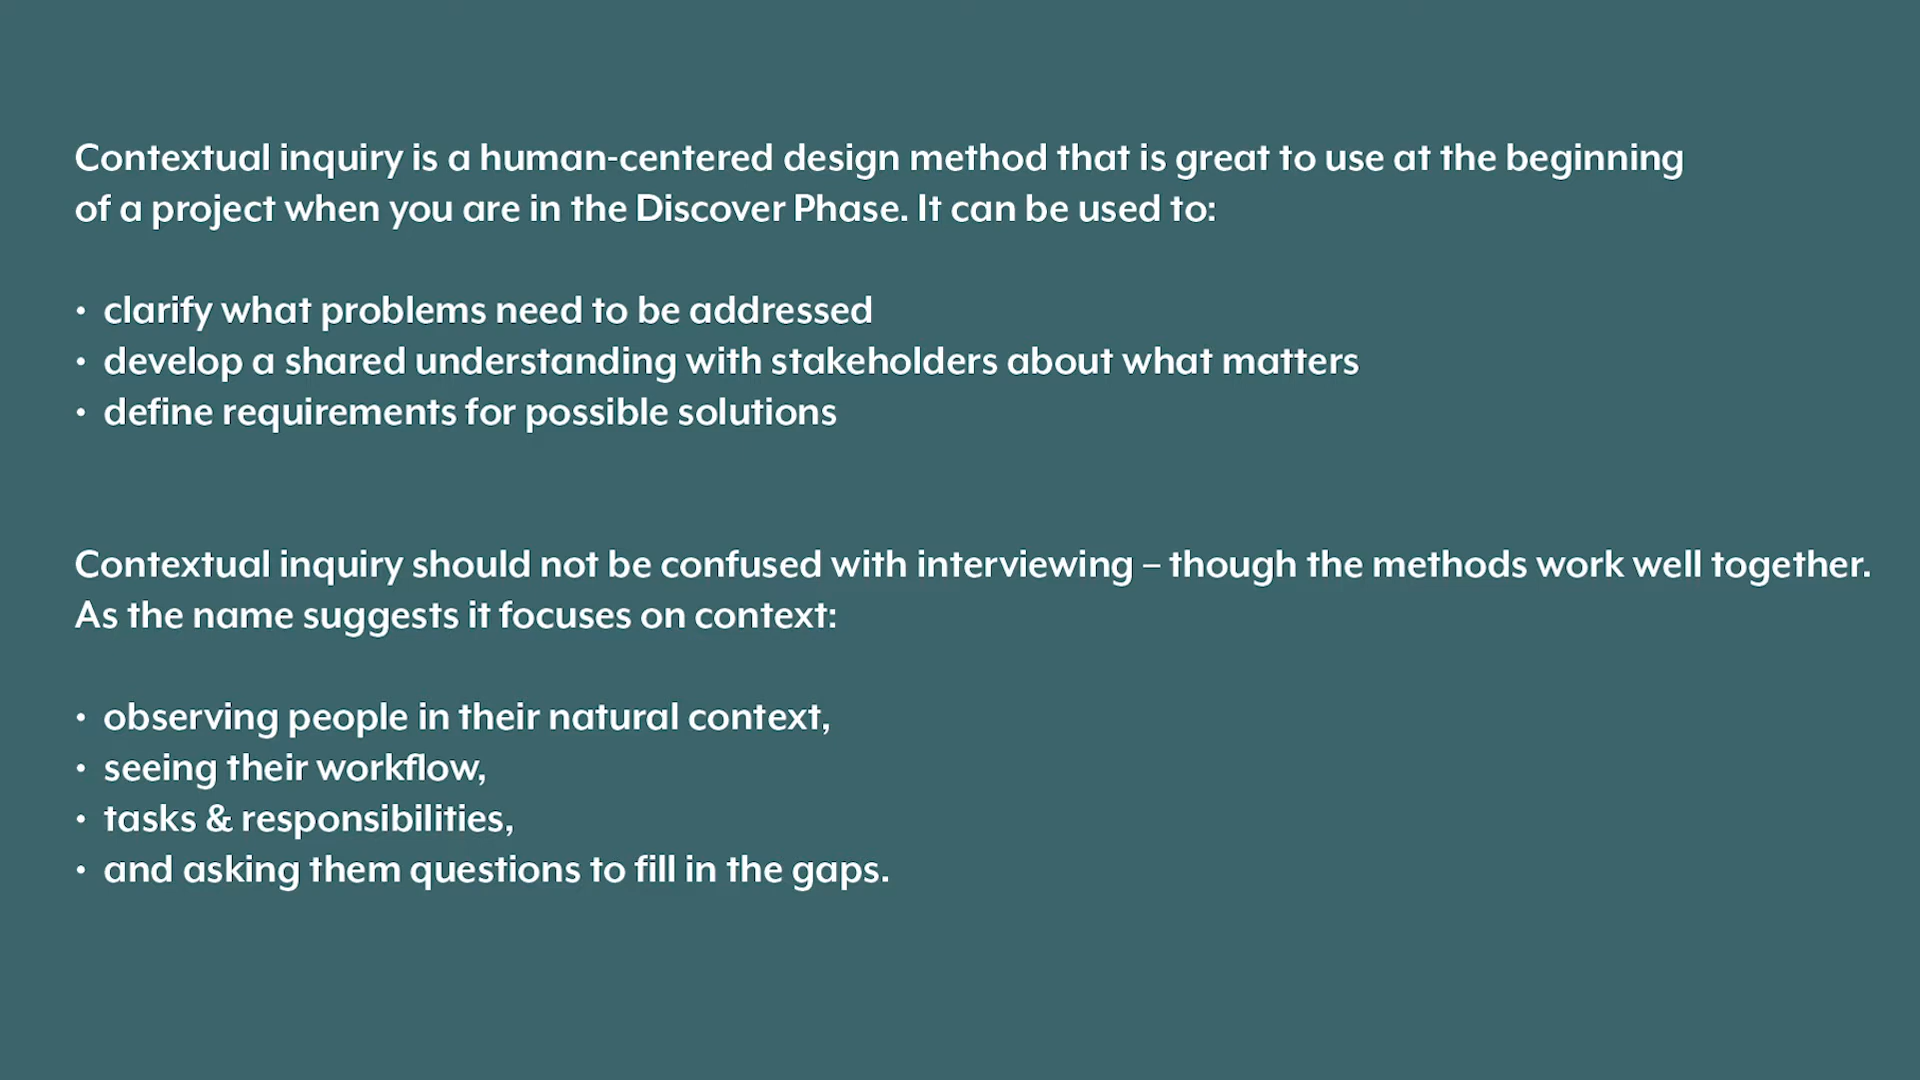 Contextual inquiry is a human-centered design method that is great to use at the beginning
of a project when you are in the Discover Phase. It can be used to:
• clarify what problems need to be addressed
• develop a shared understanding with stakeholders about what matters
• define requirements for possible solutions
Contextual inquiry should not be confused with interviewing – though the methods work well together.
As the name suggests it focuses on context:
• observing people in their natural context,
• seeing their workflow,
• tasks & responsibilities,
• and asking them questions to fill in the gaps.